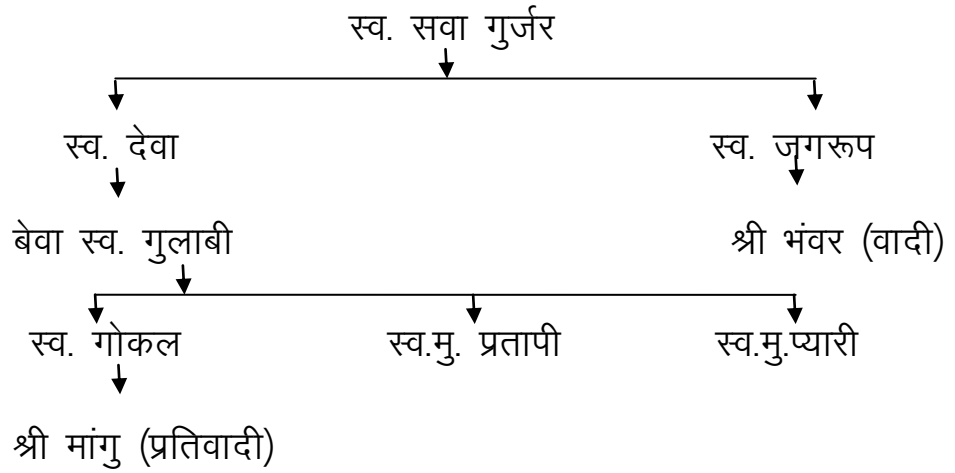 स्व. सवा गुर्जर
स्व. देवा स्व. जगरूप
बेवा स्व. गुलाबी श्री भंवर (वादी)
स्व. गोकल स्व.मु. प्रतापी स्व.मु.प्यारी
श्री मांगु (प्रतिवादी)